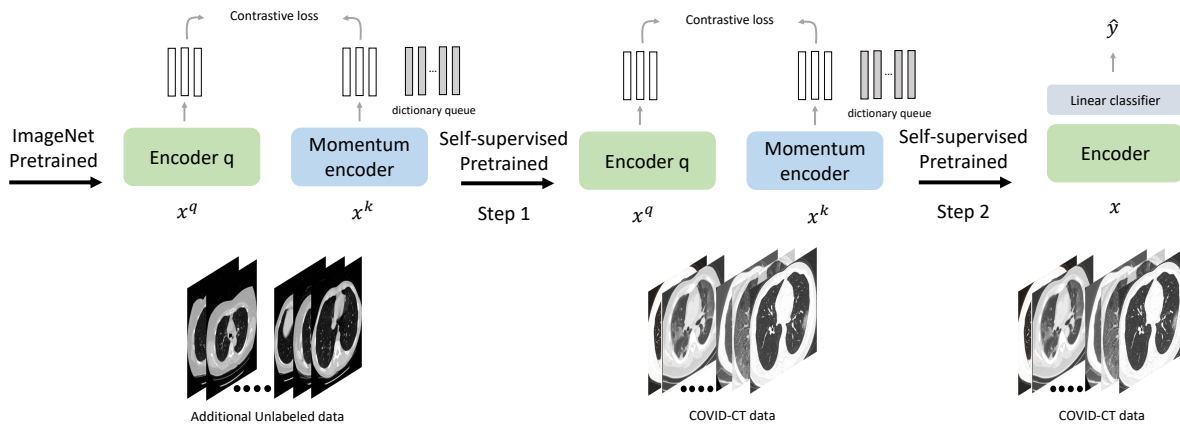 Contrastive loss
dictionary queue
ImageNet
Pretrained
Encoder q
Momentum
encoder
x^q
x^k
Additional Unlabeled data
Self-supervised
Pretrained
Step 1
Contrastive loss
dictionary queue
Encoder q
Momentum
encoder
x^q
x^k
COVID-CT data
Self-supervised
Pretrained
Step 2
ŷ
Linear classifier
Encoder
x
COVID-CT data